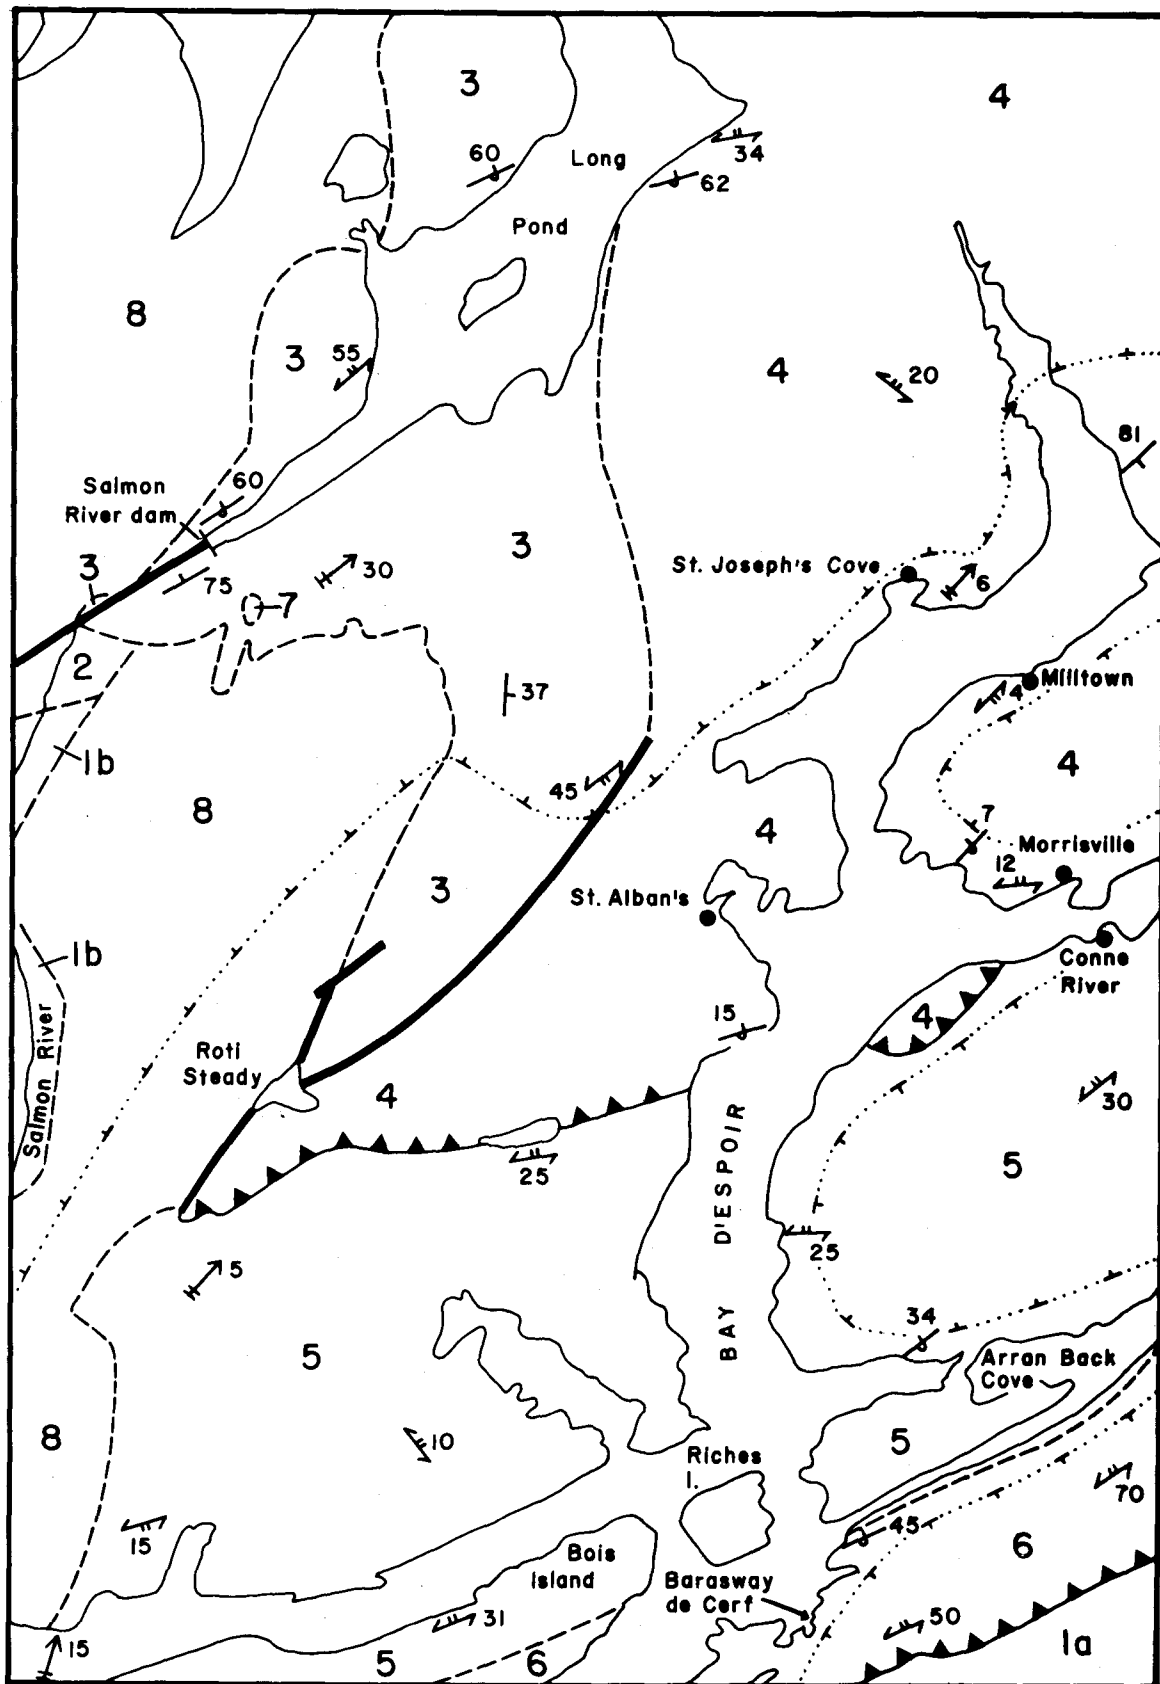 3
4
60
Long
34
62
Pond
8
3
55
4
20
81
60
Salmon
River dam
3
3
75
30
7
St. Joseph's Cove
6
2
37
Milltown
4
1b
45
4
8
4
7
Morrisville
12
3
St. Alban's
1b
Conne
River
15
4
Salmon River
Roti
Steady
4
30
25
BAY D'ESPOIR
5
25
5
34
5
Arran Back
Cove
8
10
5
Riches
I.
70
15
45
Bois
Island
6
Barasway
de Cerf
31
50
15
5
6
1a